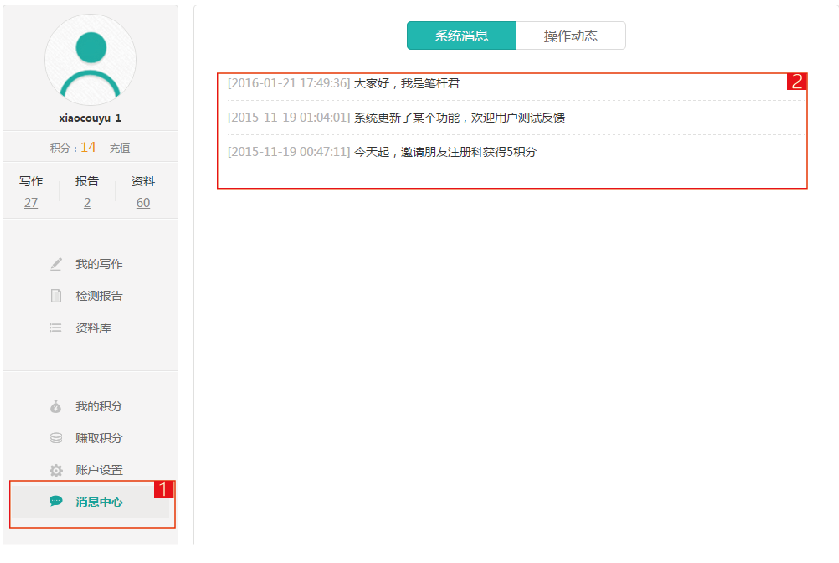 xiaocouyu 1
积分：14 充值
写作 报告 资料
27 2 60
我的写作
检测报告
资料库
我的积分
赚取积分
账户设置
1
消息中心
系统消息 操作动态
2
[2016-01-21 17:49:36] 大家好，我是笔杆君
[2015-11-19 01:04:01] 系统更新了某个功能，欢迎用户测试反馈
[2015-11-19 00:47:11] 今天起，邀请朋友注册科获得5积分